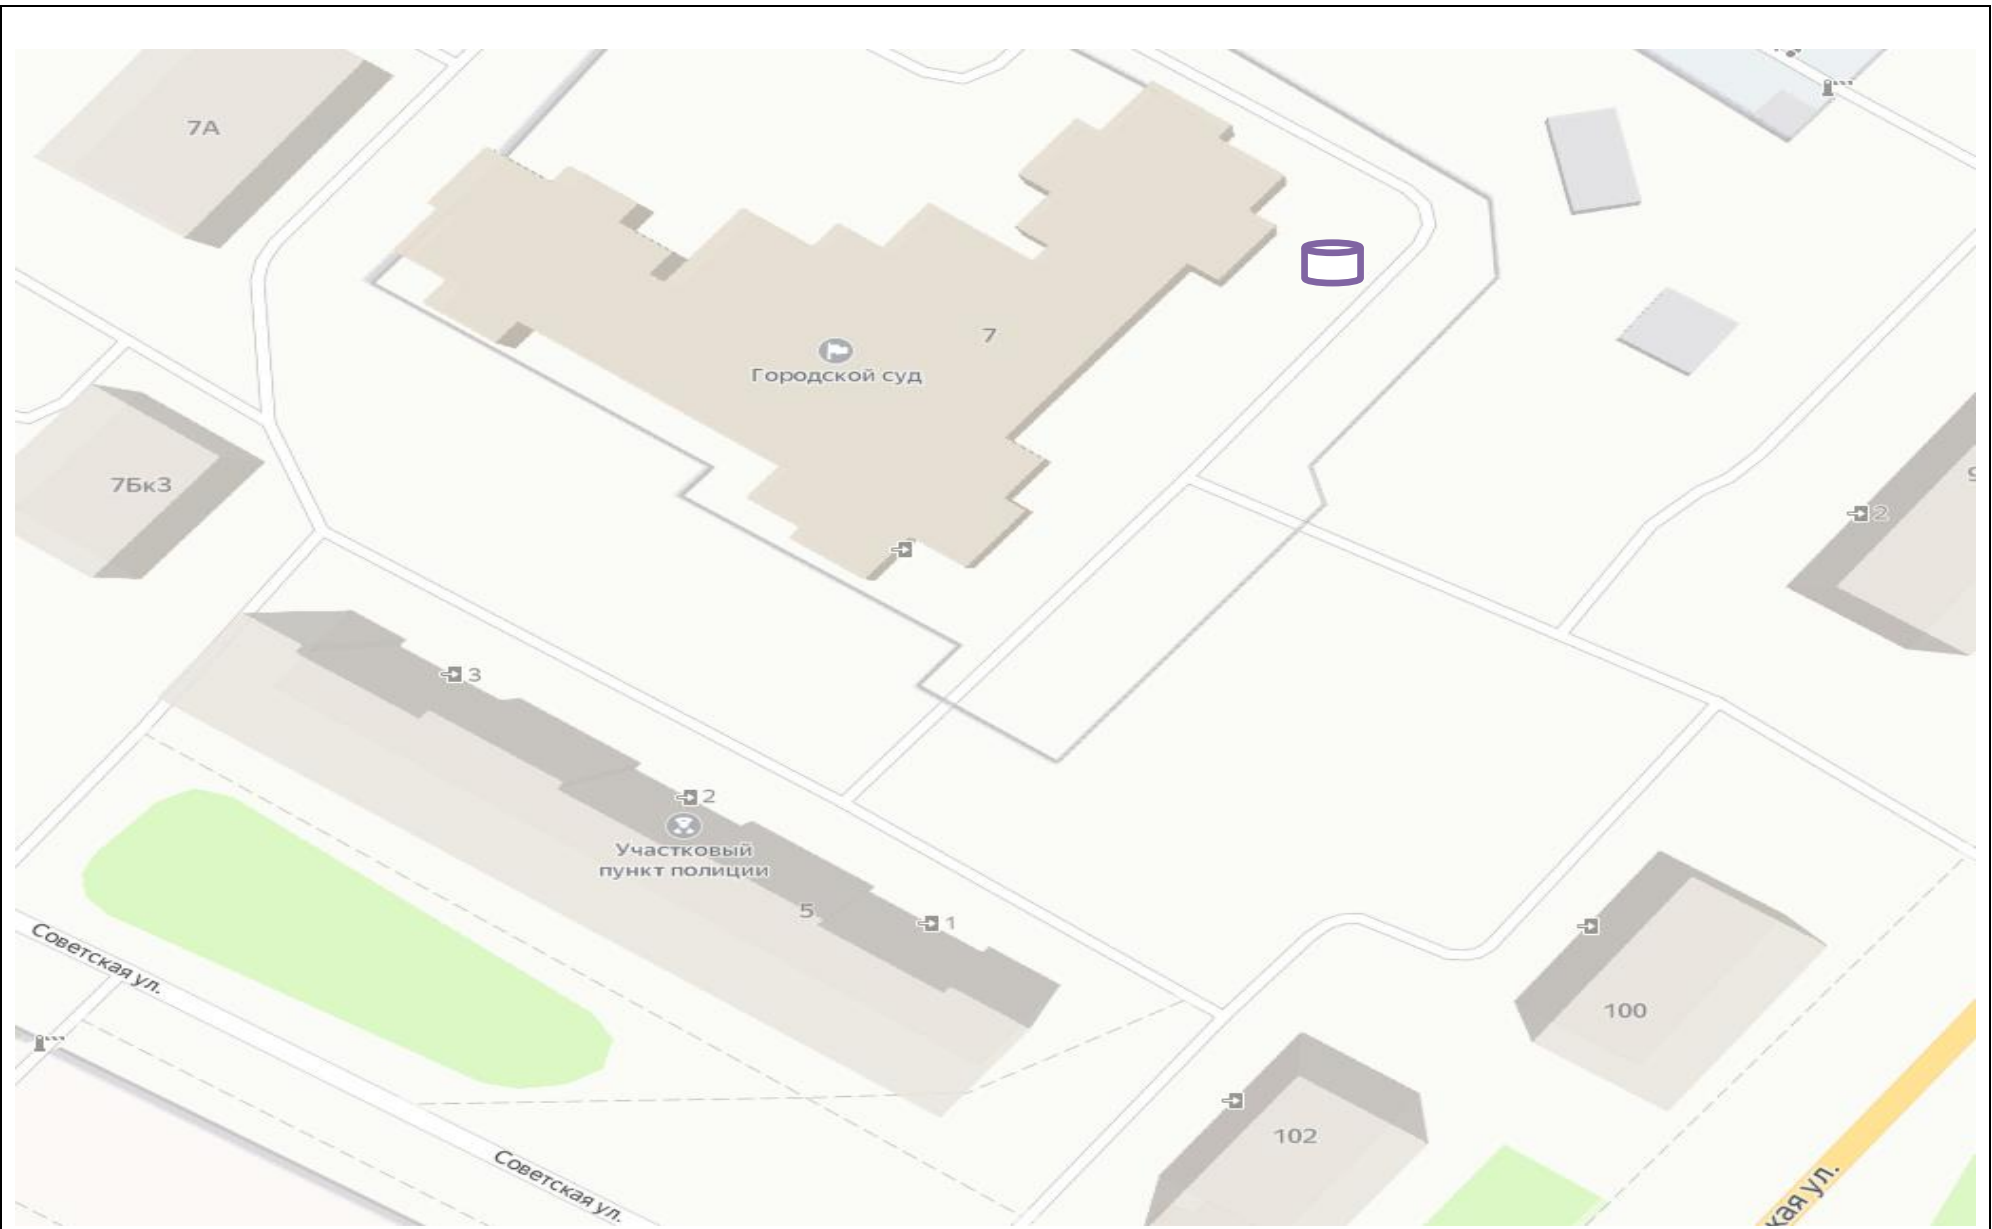 7А
7
Городской суд
7Бк3
2
3
2
Участковый
пункт полиции
5
1
Советская ул.
100
102
Советская ул.
кая ул.